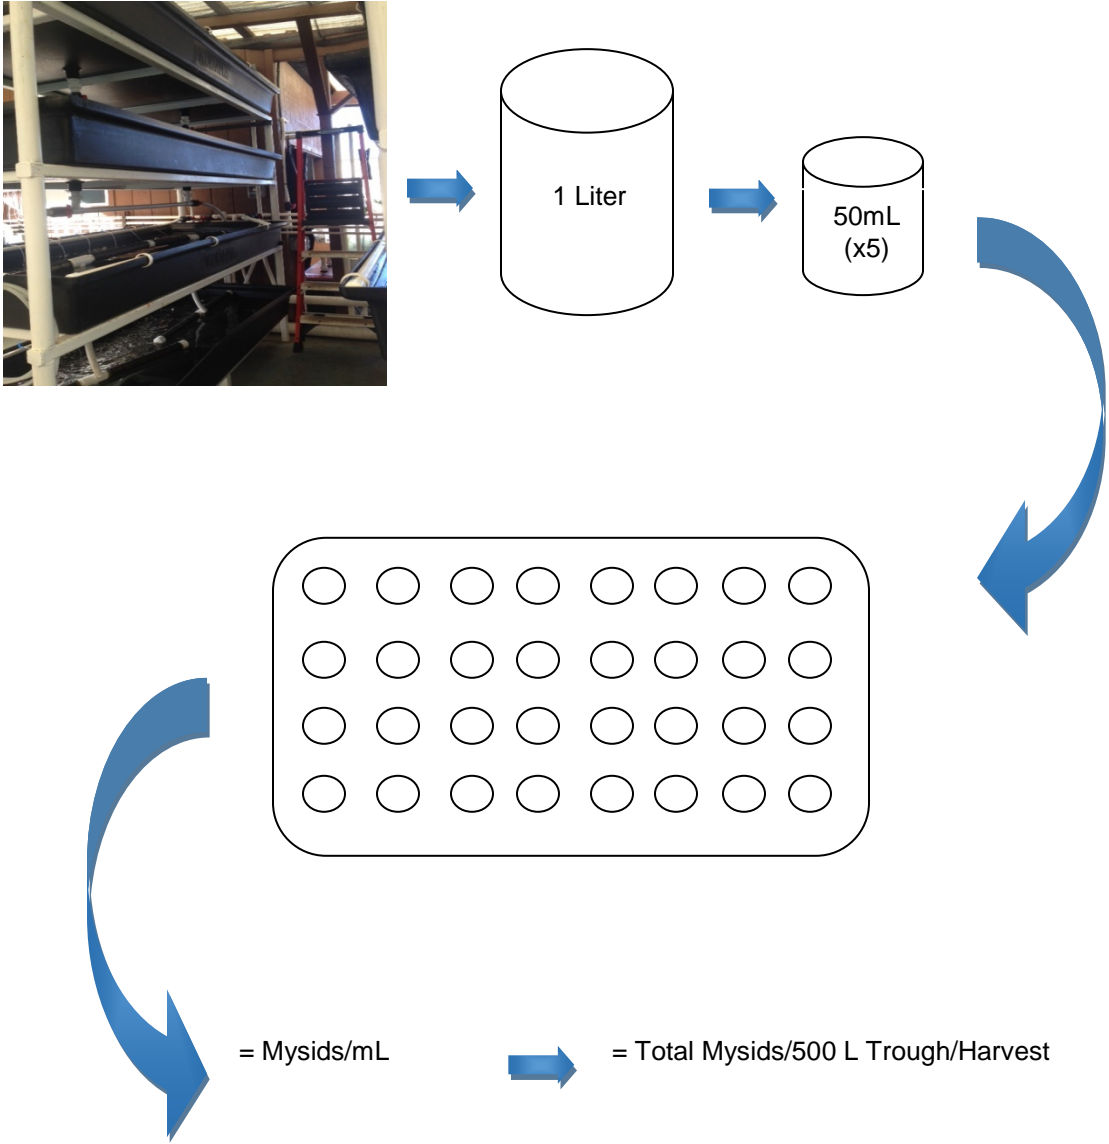 1 Liter
50mL
(x5)
= Mysids/mL
= Total Mysids/500 L Trough/Harvest